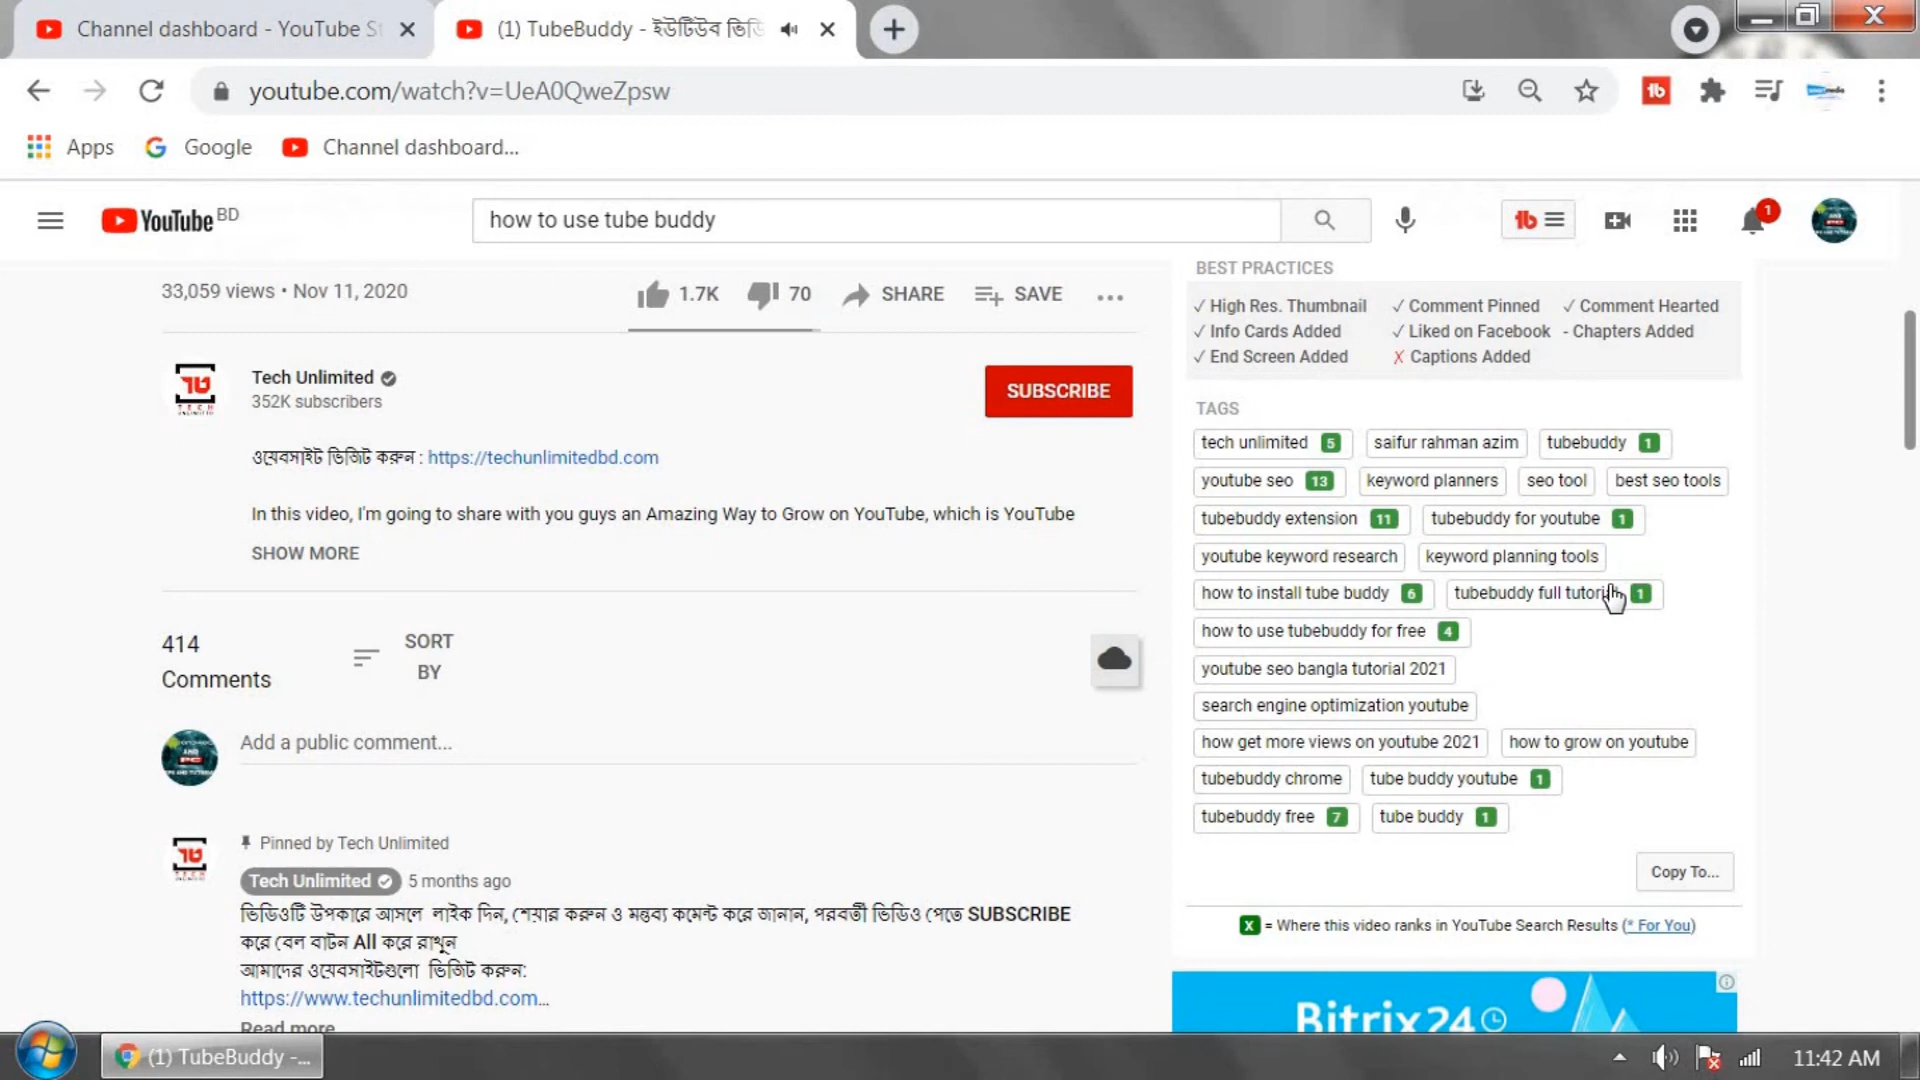 Channel dashboard - YouTube St
(1) TubeBuddy - ইউটিউব ভিডি
youtube.com/watch?v=UeA0QweZpsw
Apps
Google
Channel dashboard...
YouTube BD
how to use tube buddy
1
33,059 views • Nov 11, 2020
1.7K
70
SHARE
SAVE
Tech Unlimited
352K subscribers
SUBSCRIBE
ওয়েবসাইট ভিজিট করুন : https://techunlimitedbd.com
In this video, I'm going to share with you guys an Amazing Way to Grow on YouTube, which is YouTube
SHOW MORE
414
Comments
SORT
BY
Add a public comment...
Pinned by Tech Unlimited
Tech Unlimited 5 months ago
ভিডিওটি উপকারে আসলে লাইক দিন, শেয়ার করুন ও মন্তব্য কমেন্ট করে জানান, পরবর্তী ভিডিও পেতে SUBSCRIBE
করে বেল বাটন All করে রাখুন
আমাদের ওয়েবসাইটগুলো ভিজিট করুন:
https://www.techunlimitedbd.com...
Read more
BEST PRACTICES
✓ High Res. Thumbnail ✓ Comment Pinned ✓ Comment Hearted
✓ Info Cards Added ✓ Liked on Facebook - Chapters Added
✓ End Screen Added X Captions Added
TAGS
tech unlimited 5 saifur rahman azim tubebuddy 1
youtube seo 13 keyword planners seo tool best seo tools
tubebuddy extension 11 tubebuddy for youtube 1
youtube keyword research keyword planning tools
how to install tube buddy 6 tubebuddy full tutorial 1
how to use tubebuddy for free 4
youtube seo bangla tutorial 2021
search engine optimization youtube
how get more views on youtube 2021 how to grow on youtube
tubebuddy chrome tube buddy youtube 1
tubebuddy free 7 tube buddy 1
Copy To...
X = Where this video ranks in YouTube Search Results (* For You)
Bitrix24
(1) TubeBuddy -...
11:42 AM